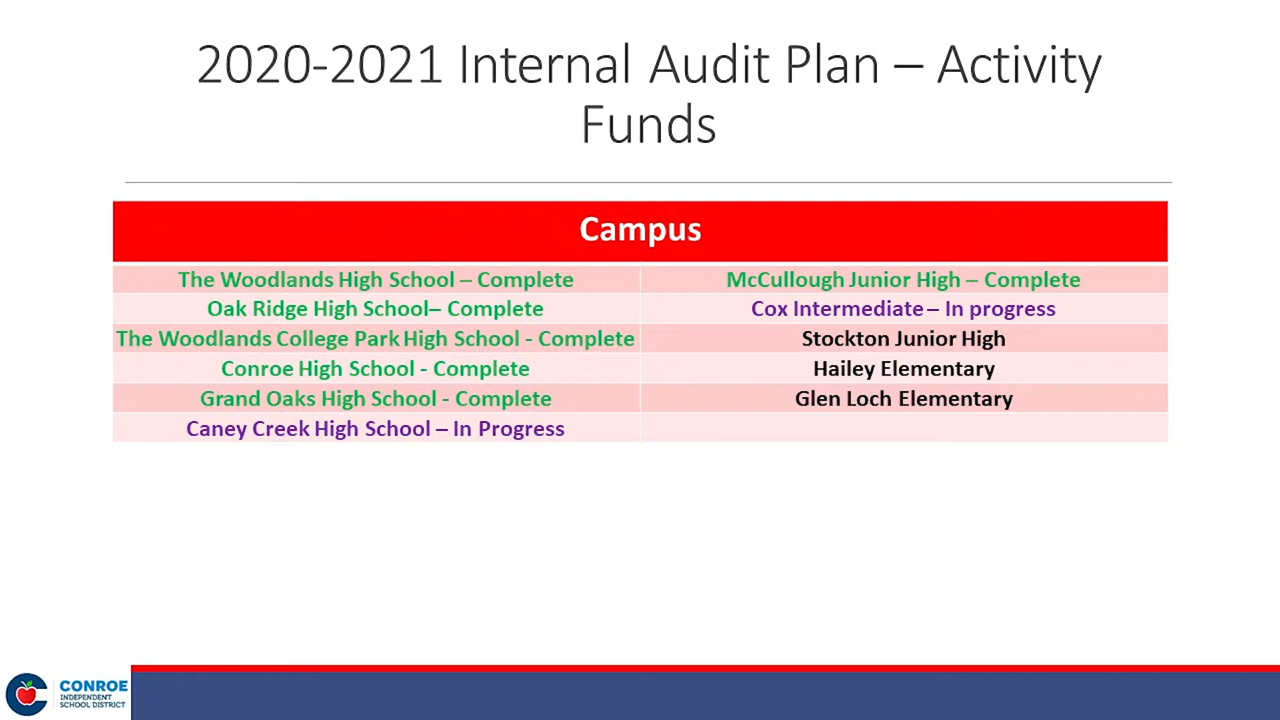 2020-2021 Internal Audit Plan – Activity
Funds
Campus
The Woodlands High School – Complete
McCullough Junior High – Complete
Oak Ridge High School– Complete
Cox Intermediate – In progress
The Woodlands College Park High School - Complete
Stockton Junior High
Conroe High School - Complete
Hailey Elementary
Grand Oaks High School - Complete
Glen Loch Elementary
Caney Creek High School – In Progress
CONROE
INDEPENDENT
SCHOOL DISTRICT